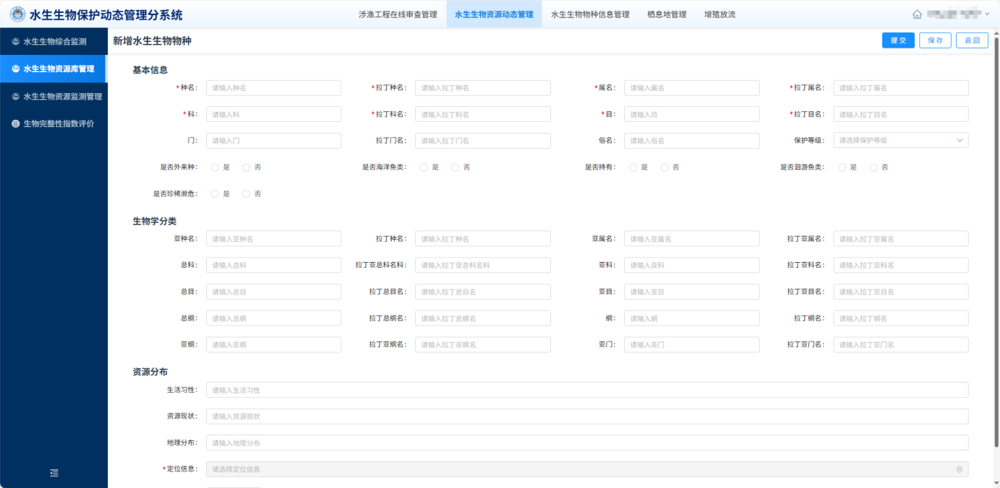 水生生物保护动态管理分系统 涉渔工程在线审查管理 水生生物资源动态管理 水生生物物种信息管理 栖息地管理 增殖放流
水生生物综合监测
水生生物资源库管理
水生生物资源监测管理
生物完整性指数评价
新增水生生物物种 提交 保存 返回
基本信息
*种名: 请输入种名 *拉丁种名: 请输入拉丁种名 *属名: 请输入属名 *拉丁属名: 请输入拉丁属名
*科: 请输入科 *拉丁科名: 请输入拉丁科名 *目: 请输入目 *拉丁目名: 请输入拉丁目名
门: 请输入门 拉丁门名: 请输入拉丁门名 俗名: 请输入俗名 保护等级: 请选择保护等级
是否外来种: 是 否 是否海洋鱼类: 是 否 是否持有: 是 否 是否洄游鱼类: 是 否
是否珍稀濒危: 是 否
生物学分类
亚种名: 请输入亚种名 拉丁种名: 请输入拉丁种名 亚属名: 请输入亚属名 拉丁亚属名: 请输入拉丁亚属名
总科: 请输入总科 拉丁亚总科名科: 请输入拉丁亚总科名科 亚科: 请输入亚科 拉丁亚科名: 请输入拉丁亚科名
总目: 请输入总目 拉丁总目名: 请输入拉丁总目名 亚目: 请输入亚目 拉丁亚目名: 请输入拉丁亚目名
总纲: 请输入总纲 拉丁总纲名: 请输入拉丁总纲名 纲: 请输入纲 拉丁纲名: 请输入拉丁纲名
亚纲: 请输入亚纲 拉丁亚纲名: 请输入拉丁亚纲名 亚门: 请输入亚门 拉丁亚门名: 请输入拉丁亚门名
资源分布
生活习性: 请输入生活习性
资源现状: 请输入资源现状
地理分布: 请输入地理分布
*定位信息: 请选择定位信息